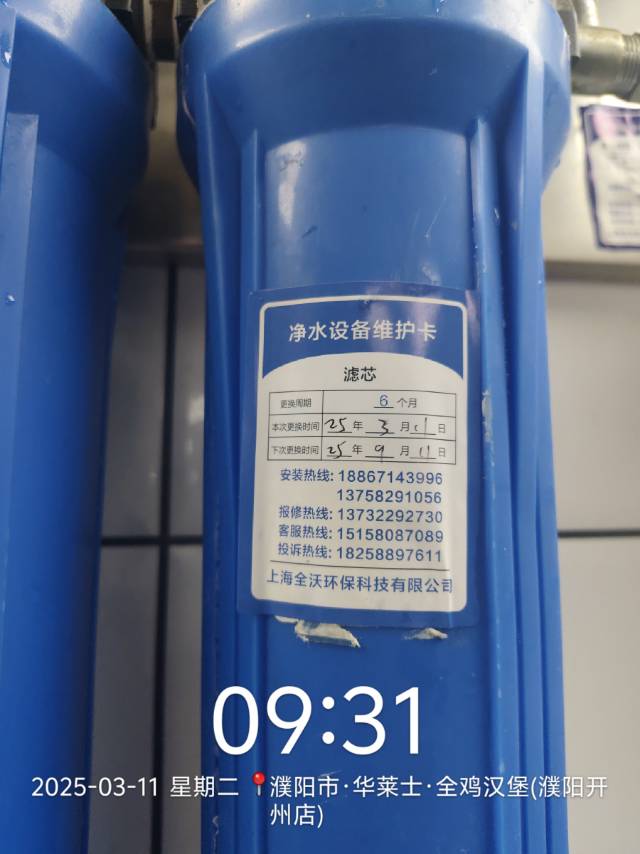 净水设备维护卡
滤芯
更换周期 6 个月
本次更换时间 25 年 3 月 11 日
下次更换时间 25 年 9 月 11 日
安装热线: 18867143996
13758291056
报修热线: 13732292730
客服热线: 15158087089
投诉热线: 18258897611
上海全沃环保科技有限公司
09:31
2025-03-11 星期二 📍濮阳市·华莱士·全鸡汉堡(濮阳开
州店)